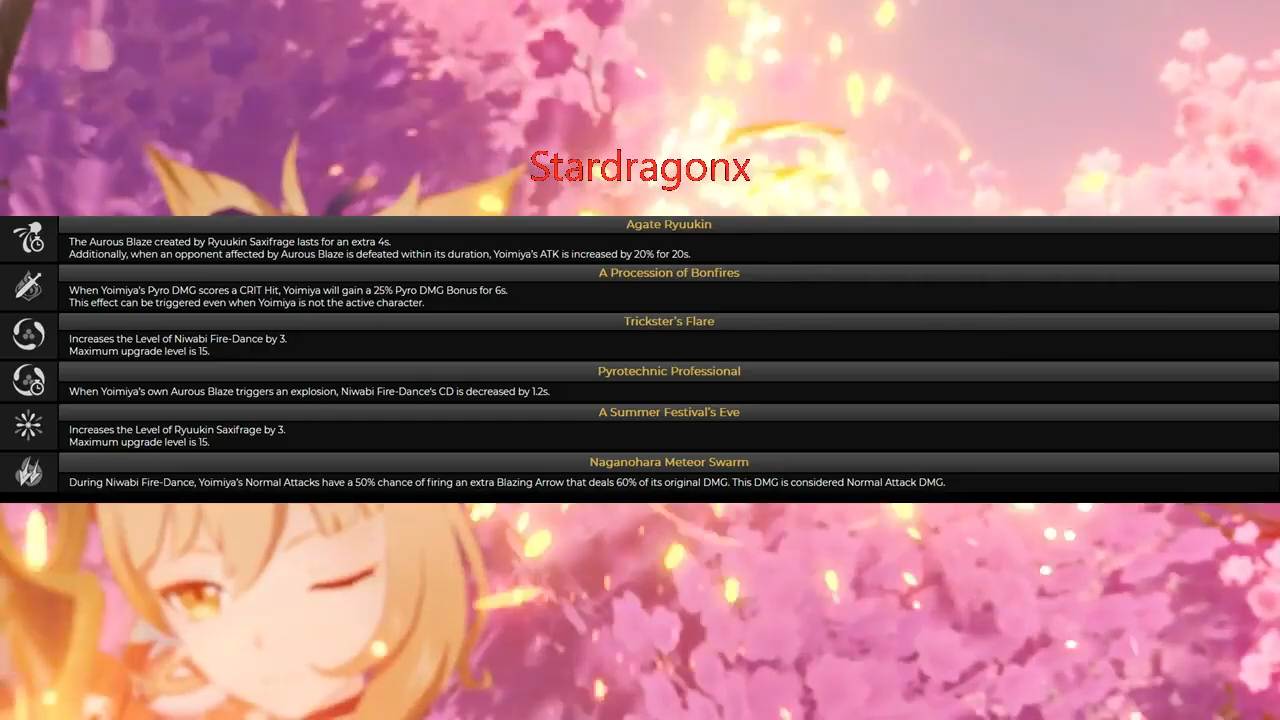 Stardragonx
Agate Ryuukin
The Aurous Blaze created by Ryuukin Saxifrage lasts for an extra 4s.
Additionally, when an opponent affected by Aurous Blaze is defeated within its duration, Yoimiya's ATK is increased by 20% for 20s.
A Procession of Bonfires
When Yoimiya's Pyro DMG scores a CRIT Hit, Yoimiya will gain a 25% Pyro DMG Bonus for 6s.
This effect can be triggered even when Yoimiya is not the active character.
Trickster's Flare
Increases the Level of Niwabi Fire-Dance by 3.
Maximum upgrade level is 15.
Pyrotechnic Professional
When Yoimiya's own Aurous Blaze triggers an explosion, Niwabi Fire-Dance's CD is decreased by 1.2s.
A Summer Festival's Eve
Increases the Level of Ryuukin Saxifrage by 3.
Maximum upgrade level is 15.
Naganohara Meteor Swarm
During Niwabi Fire-Dance, Yoimiya's Normal Attacks have a 50% chance of firing an extra Blazing Arrow that deals 60% of its original DMG. This DMG is considered Normal Attack DMG.